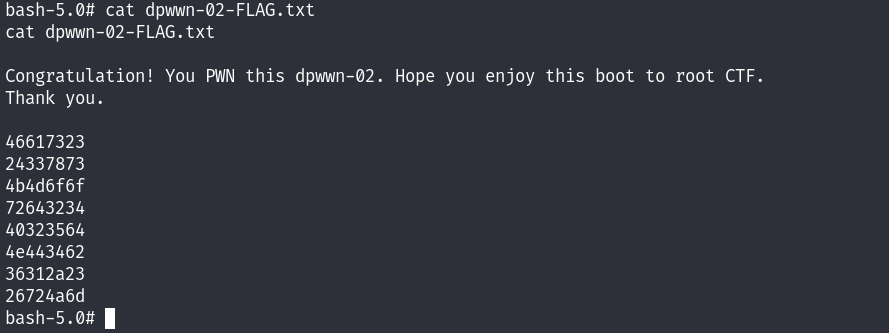 bash-5.0# cat dpwwn-02-FLAG.txt
cat dpwwn-02-FLAG.txt
Congratulation! You PWN this dpwwn-02. Hope you enjoy this boot to root CTF.
Thank you.
46617323
24337873
4b4d6f6f
72643234
40323564
4e443462
36312a23
26724a6d
bash-5.0#